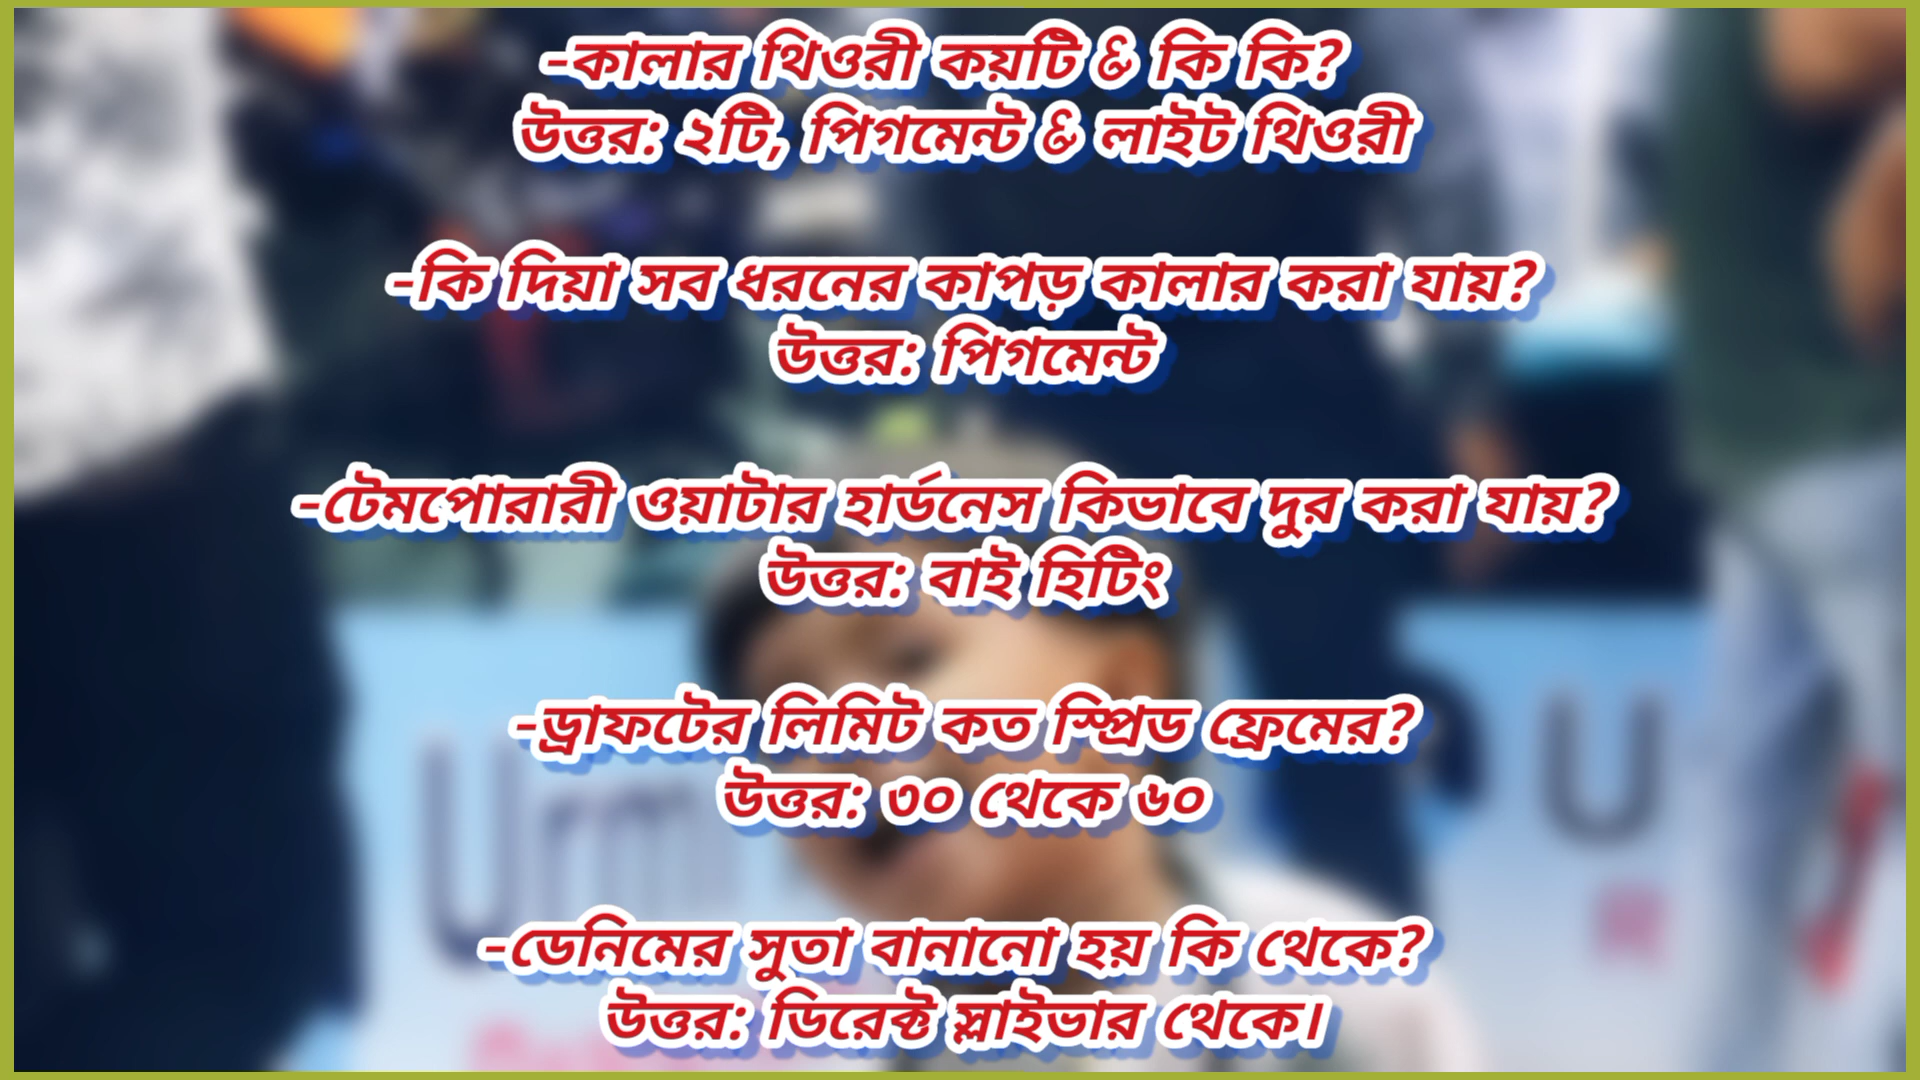 -কালার থিওরী কয়টি & কি কি?
উত্তর: ২টি, পিগমেন্ট & লাইট থিওরী
-কি দিয়া সব ধরনের কাপড় কালার করা যায়?
উত্তর: পিগমেন্ট
-টেমপোরারী ওয়াটার হার্ডনেস কিভাবে দুর করা যায়?
উত্তর: বাই হিটিং
-ড্রাফটের লিমিট কত স্প্রিড ফ্রেমের?
উত্তর: ৩০ থেকে ৬০
-ডেনিমের সুতা বানানো হয় কি থেকে?
উত্তর: ডিরেক্ট স্লাইভার থেকে।